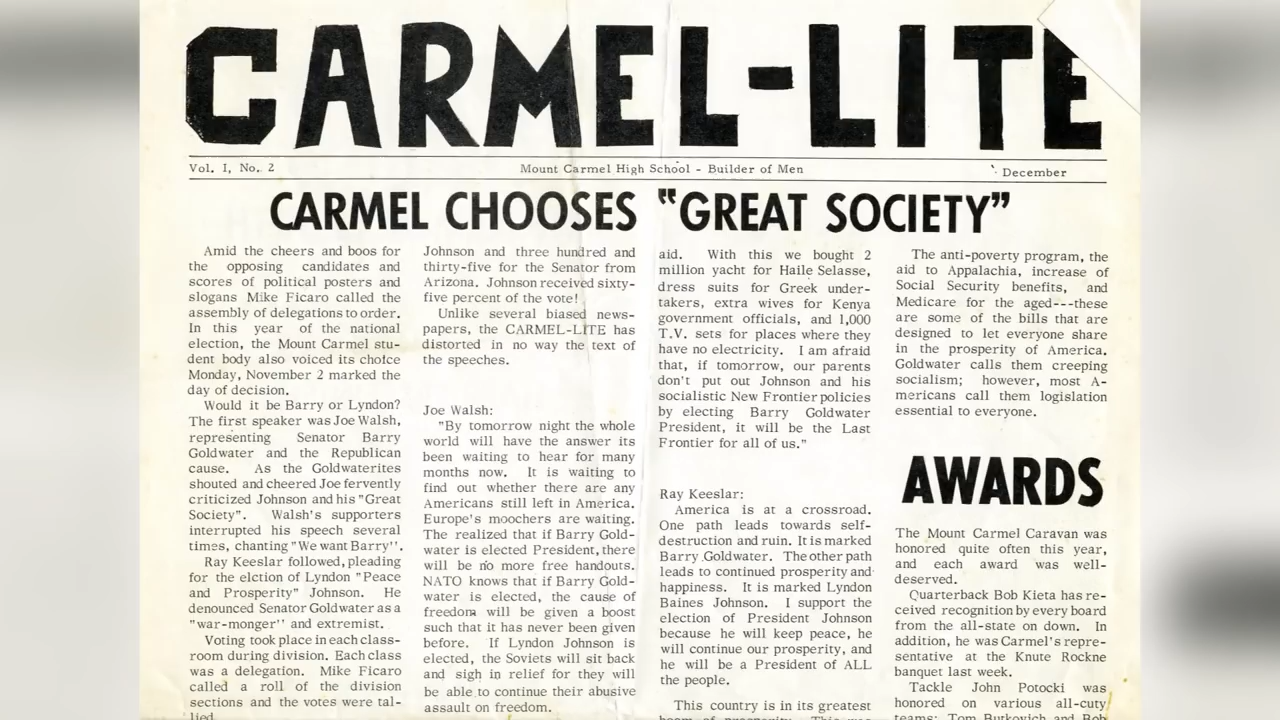 CARMEL-LITE
Vol. I, No. 2
Mount Carmel High School - Builder of Men
December
CARMEL CHOOSES "GREAT SOCIETY"
Amid the cheers and boos for
the opposing candidates and
scores of political posters and
slogans Mike Ficaro called the
assembly of delegations to order.
In this year of the national
election, the Mount Carmel stu-
dent body also voiced its choice
Monday, November 2 marked the
day of decision.
Would it be Barry or Lyndon?
The first speaker was Joe Walsh,
representing Senator Barry
Goldwater and the Republican
cause. As the Goldwaterites
shouted and cheered Joe fervently
criticized Johnson and his "Great
Society". Walsh's supporters
interrupted his speech several
times, chanting "We want Barry".
Ray Keeslar followed, pleading
for the elction of Lyndon "Peace
and Prosperity" Johnson. He
denounced Senator Goldwater as a
"war-monger" and extremist.
Voting took place in each class-
room during division. Each class
was a delegation. Mike Ficaro
called a roll of the division
sections and the votes were tal-
lied.
Johnson and three hundred and
thirty-five for the Senator from
Arizona. Johnson received sixty-
five percent of the vote!
Unlike several biased news-
papers, the CARMEL-LITE has
distorted in no way the text of
the speeches.
Joe Walsh:
"By tomorrow night the whole
world will have the answer its
been waiting to hear for many
months now. It is waiting to
find out whether there are any
Americans still left in America.
Europe's moochers are waiting.
The realized that if Barry Gold-
water is elected President, there
will be no more free handouts.
NATO knows that if Barry Gold-
water is elected, the cause of
freedom will be given a boost
such that it has never been given
before. If Lyndon Johnson is
elected, the Soviets will sit back
and sigh in relief for they will
be able to continue their abusive
assault on freedom.
aid. With this we bought 2
million yacht for Haile Selasse,
dress suits for Greek under-
takers, extra wives for Kenya
government officials, and 1,000
T.V. sets for places where they
have no electricity. I am afraid
that, if tomorrow, our parents
don't put out Johnson and his
socialistic New Frontier policies
by electing Barry Goldwater
President, it will be the Last
Frontier for all of us."
Ray Keeslar:
America is at a crossroad.
One path leads towards self-
destruction and ruin. It is marked
Barry Goldwater. The other path
leads to continued prosperity and
happiness. It is marked Lyndon
Baines Johnson. I support the
election of President Johnson
because he will keep peace, he
will continue our prosperity, and
he will be a President of ALL
the people.
This country is in its greatest
boom of prosperity. This was
The anti-poverty program, the
aid to Appalachia, increase of
Social Security benefits, and
Medicare for the aged---these
are some of the bills that are
designed to let everyone share
in the prosperity of America.
Goldwater calls them creeping
socialism; however, most A-
mericans call them legislation
essential to everyone.
AWARDS
The Mount Carmel Caravan was
honored quite often this year,
and each award was well-
deserved.
Quarterback Bob Kieta has re-
ceived recognition by every board
from the all-state on down. In
addition, he was Carmel's repre-
sentative at the Knute Rockne
banquet last week.
Tackle John Potocki was
honored on various all-cuty
teams; Tom Butkovich and Bob